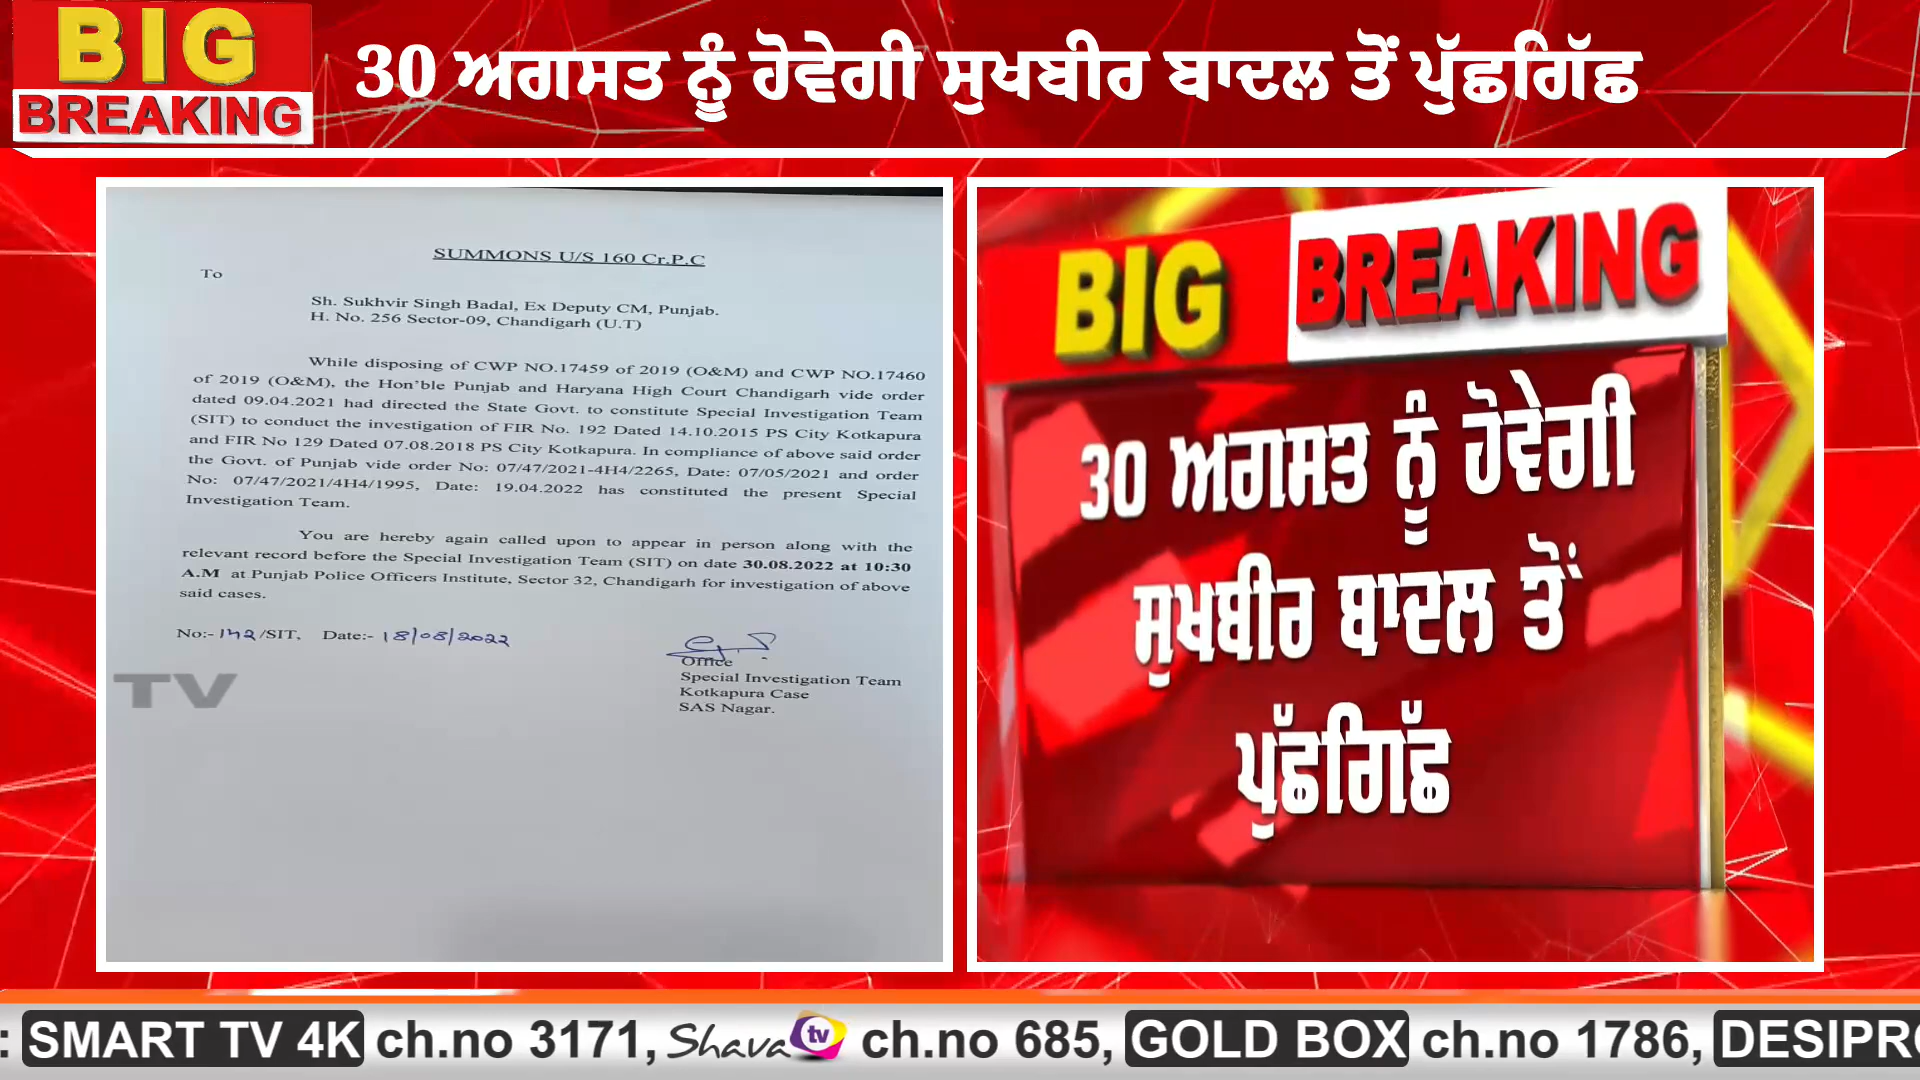 BIG
BREAKING
30 ਅਗਸਤ ਨੂੰ ਹੋਵੇਗੀ ਸੁਖਬੀਰ ਬਾਦਲ ਤੋਂ ਪੁੱਛਗਿੱਛ
SUMMONS U/S 160 Cr.P.C
To
Sh. Sukhvir Singh Badal, Ex Deputy CM, Punjab.
H. No. 256 Sector-09, Chandigarh (U.T)
While disposing of CWP NO.17459 of 2019 (O&M) and CWP NO.17460
of 2019 (O&M), the Hon'ble Punjab and Haryana High Court Chandigarh vide order
dated 09.04.2021 had directed the State Govt. to constitute Special Investigation Team
(SIT) to conduct the investigation of FIR No. 192 Dated 14.10.2015 PS City Kotkapura
and FIR No 129 Dated 07.08.2018 PS City Kotkapura. In compliance of above said order
the Govt. of Punjab vide order No: 07/47/2021-4H4/2265, Date: 07/05/2021 and order
No: 07/47/2021/4H4/1995, Date: 19.04.2022 has constituted the present Special
Investigation Team.
You are hereby again called upon to appear in person along with the
relevant record before the Special Investigation Team (SIT) on date 30.08.2022 at 10:30
A.M at Punjab Police Officers Institute, Sector 32, Chandigarh for investigation of above
said cases.
No:- 142/SIT, Date:- 18/08/2022
Office
Special Investigation Team
Kotkapura Case
SAS Nagar.
TV
BIG BREAKING
30 ਅਗਸਤ ਨੂੰ ਹੋਵੇਗੀ
ਸੁਖਬੀਰ ਬਾਦਲ ਤੋਂ
ਪੁੱਛਗਿੱਛ
: SMART TV 4K ch.no 3171, Shava tv ch.no 685, GOLD BOX ch.no 1786, DESIPRO